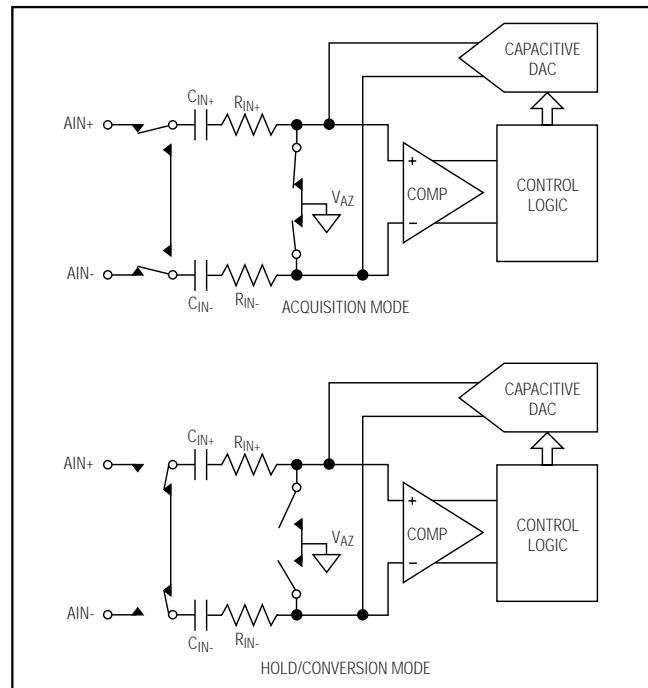 CAPACITIVE
DAC
CIN+
RIN+
AIN+
+
COMP
−
VAZ
CONTROL
LOGIC
AIN-
CIN-
RIN-
ACQUISITION MODE
CAPACITIVE
DAC
CIN+
RIN+
AIN+
+
COMP
−
VAZ
CONTROL
LOGIC
AIN-
CIN-
RIN-
HOLD/CONVERSION MODE